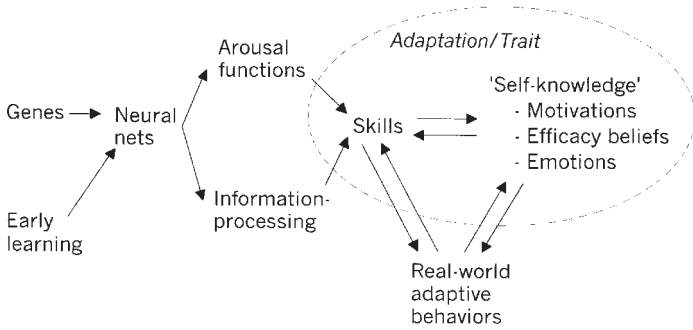 Arousal
functions
Adaptation/Trait
'Self-knowledge'
- Motivations
- Efficacy beliefs
- Emotions
Genes
Neural
nets
Skills
Information-
processing
Early
learning
Real-world
adaptive
behaviors